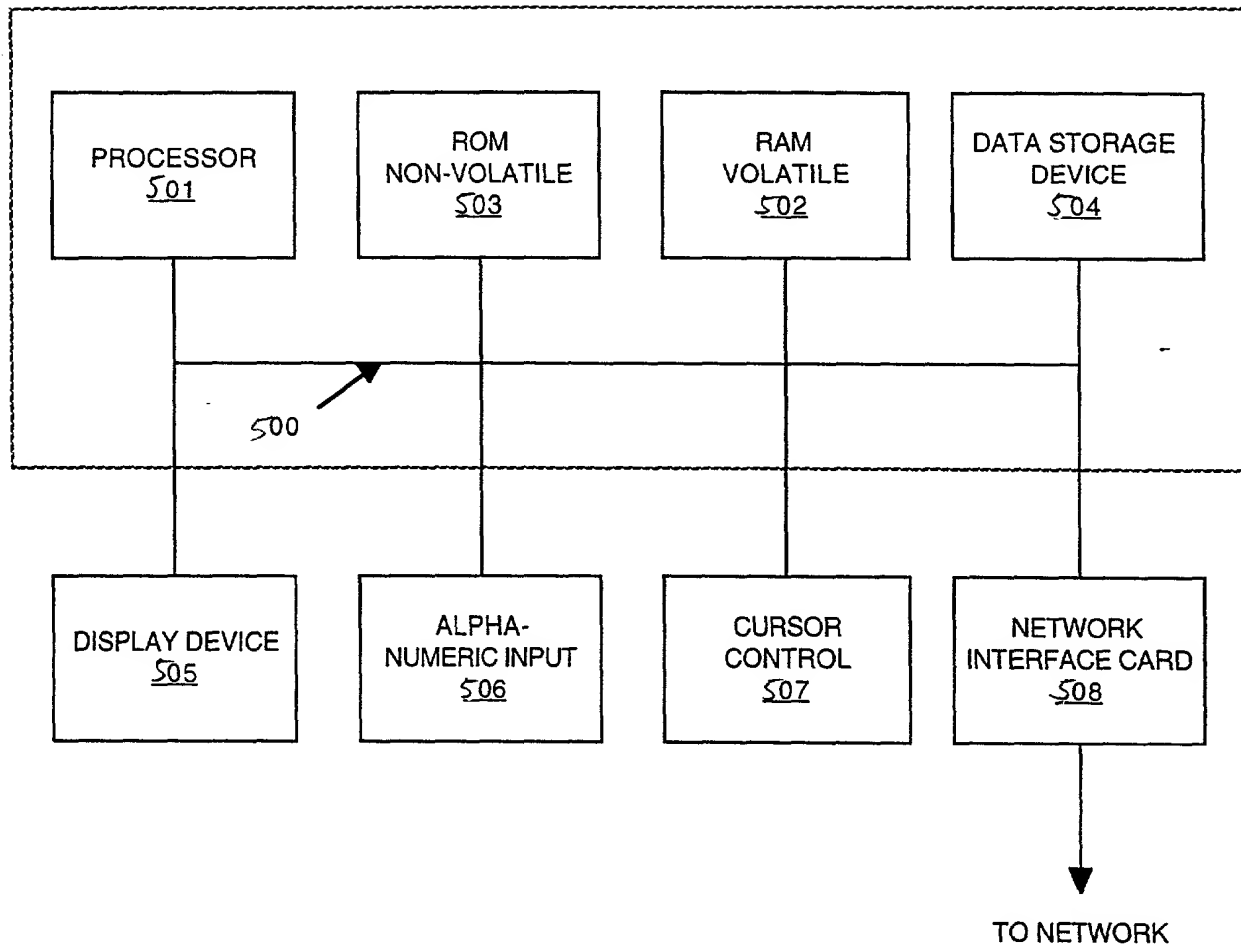 PROCESSOR
501
ROM
NON-VOLATILE
503
RAM
VOLATILE
502
DATA STORAGE
DEVICE
504
500
DISPLAY DEVICE
505
ALPHA-
NUMERIC INPUT
506
CURSOR
CONTROL
507
NETWORK
INTERFACE CARD
508
TO NETWORK